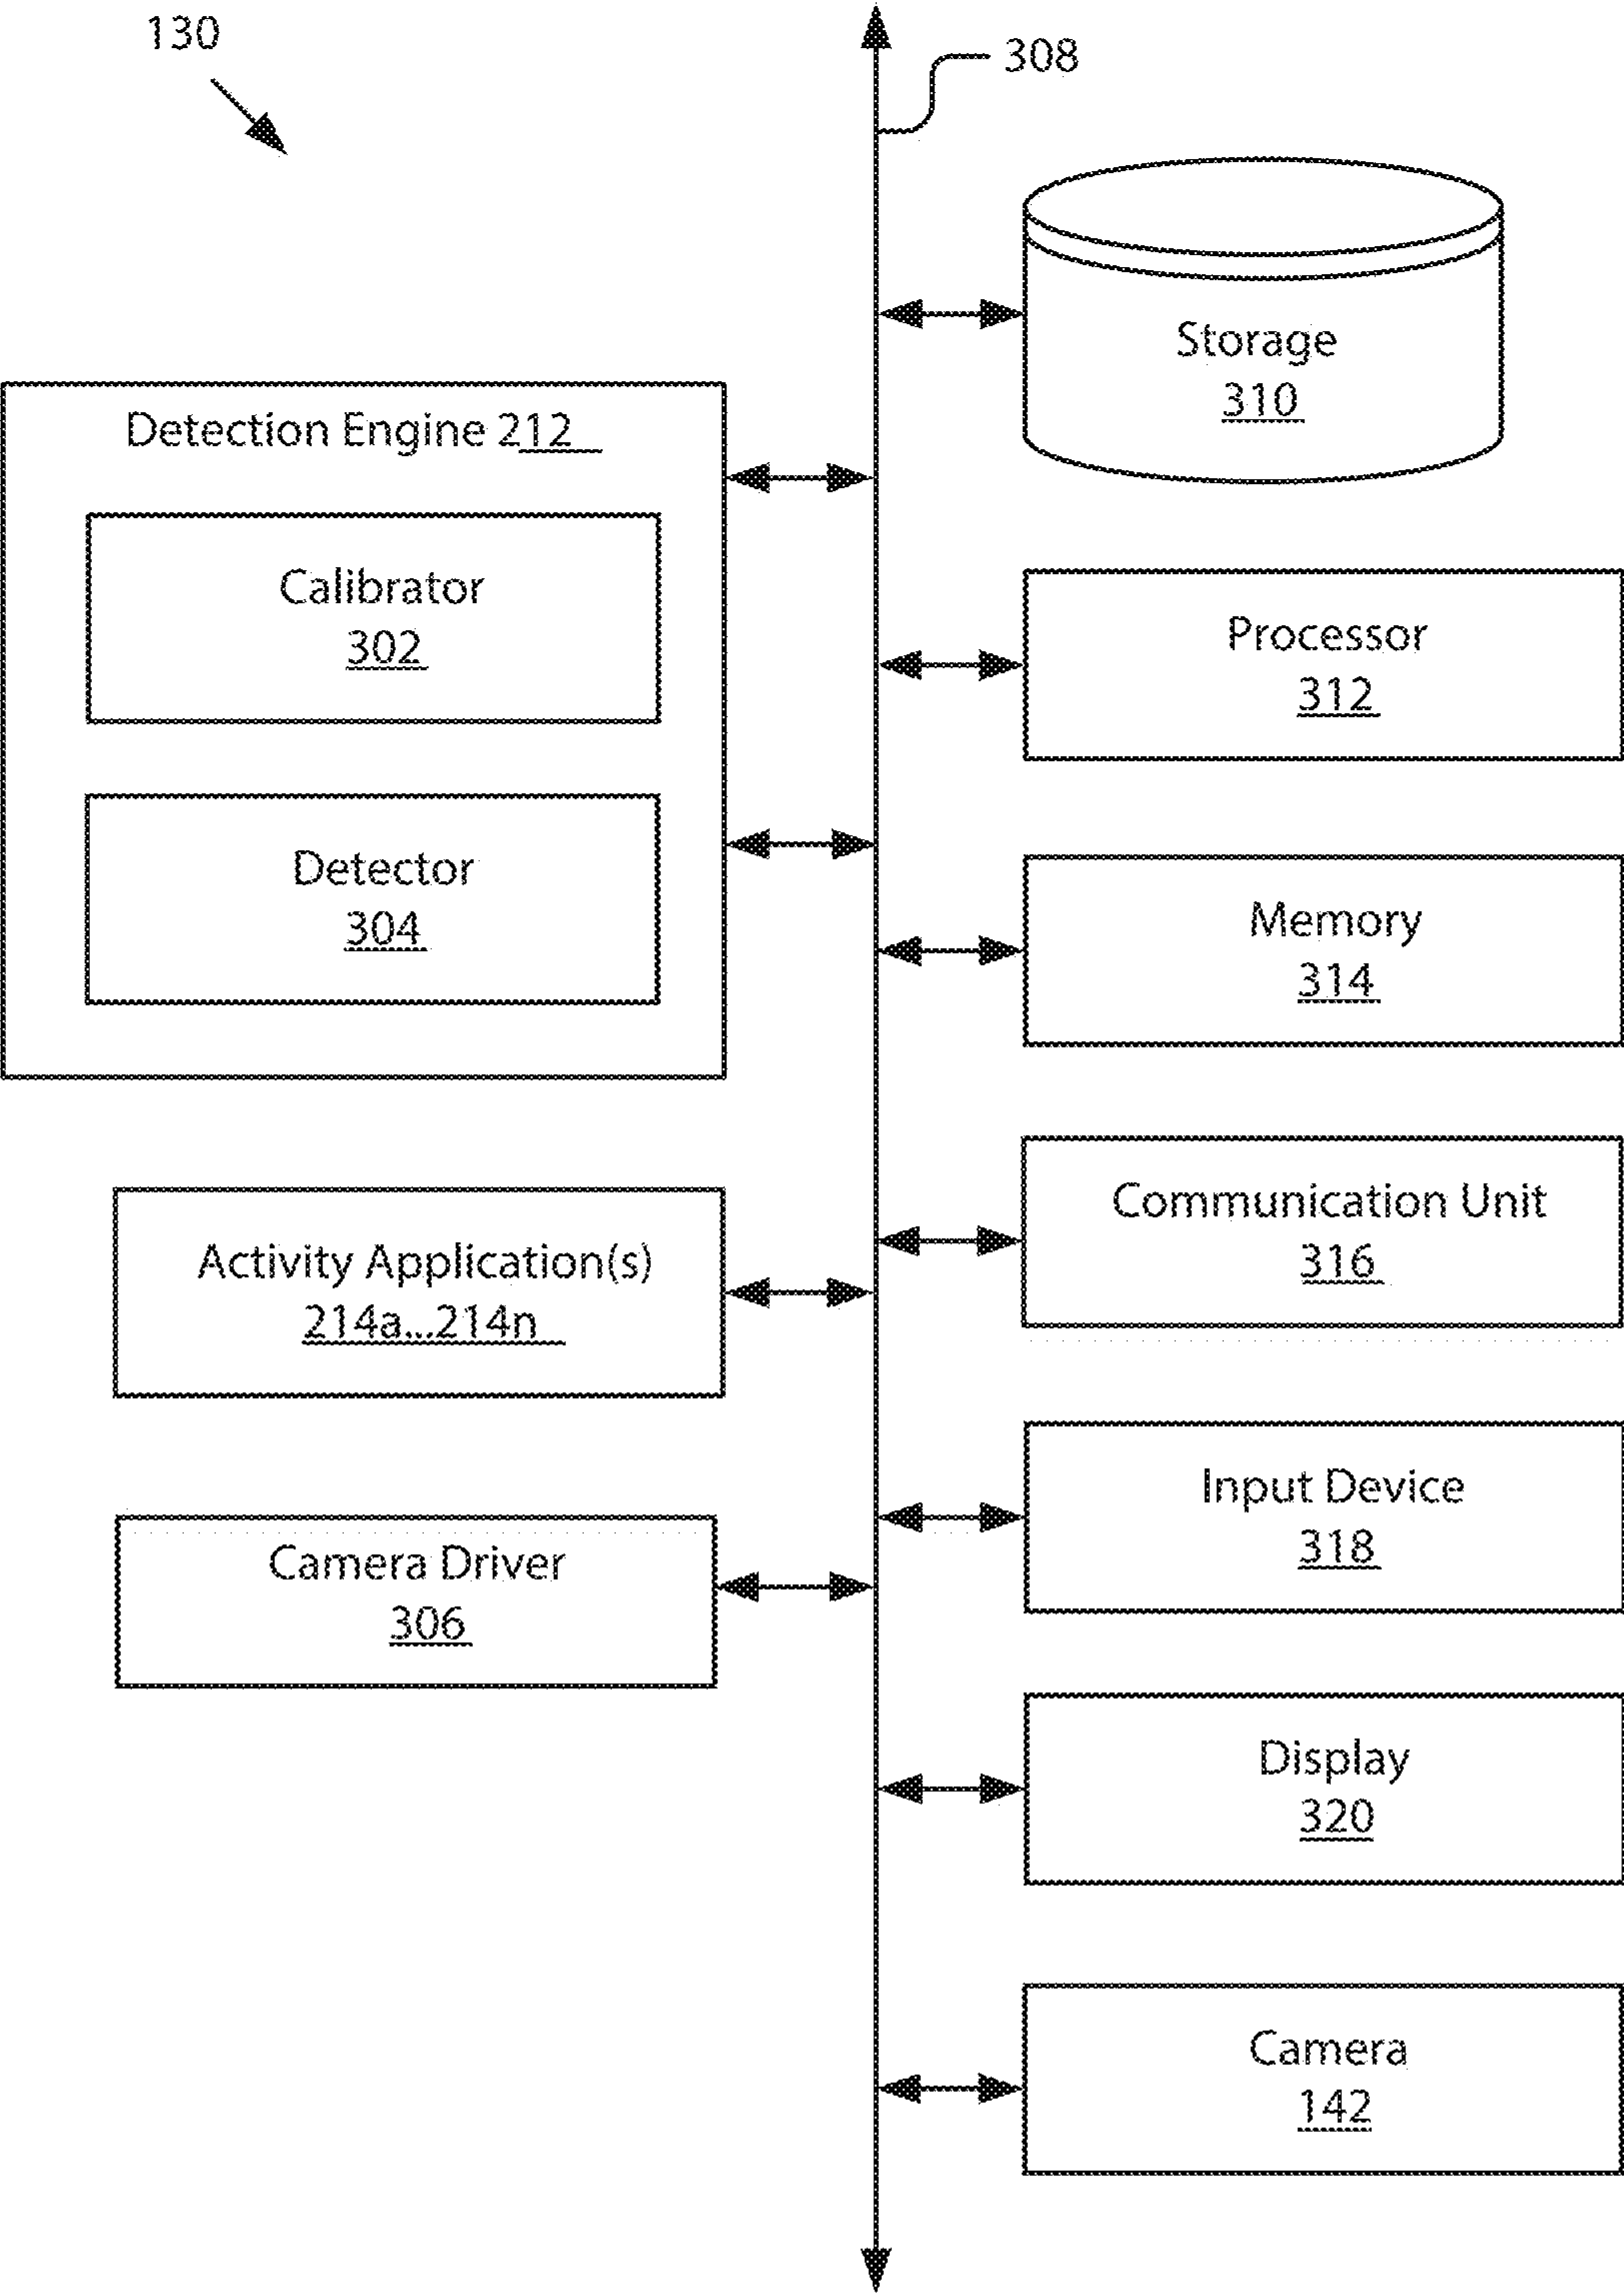 130
308
Storage
310
Detection Engine 212
Calibrator
302
Processor
312
Detector
304
Memory
314
Communication Unit
316
Activity Application(s)
214a...214n
Input Device
318
Camera Driver
306
Display
320
Camera
142